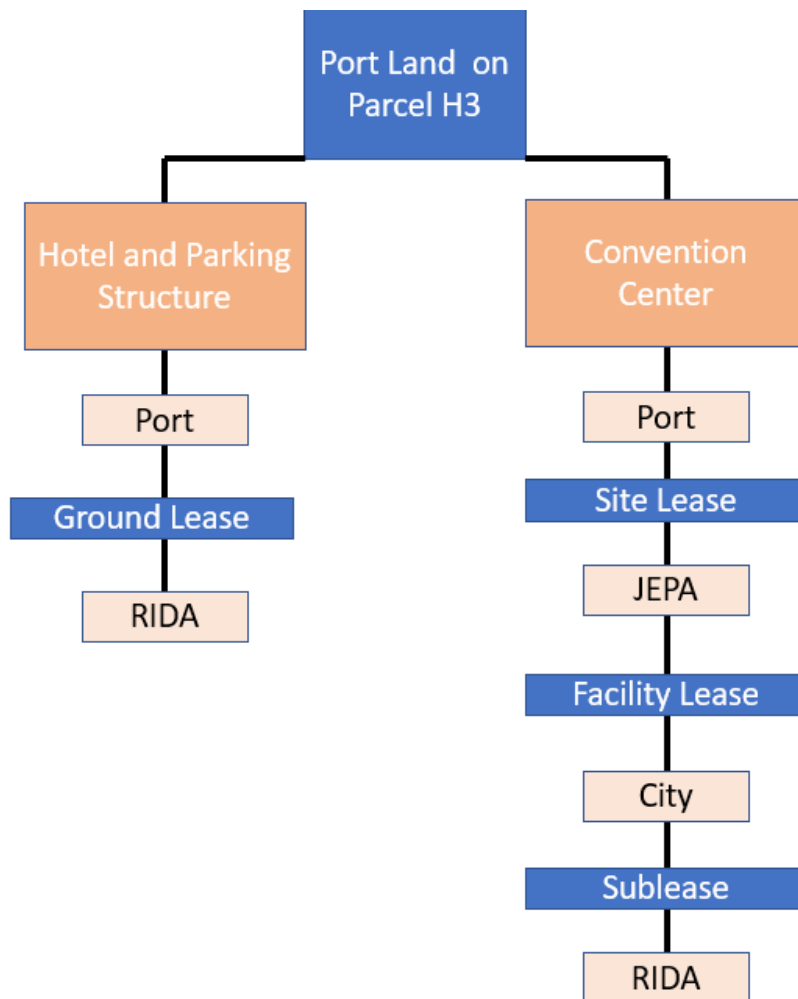 Port Land on
Parcel H3
Hotel and Parking
Structure
Port
Ground Lease
RIDA
Convention
Center
Port
Site Lease
JEPA
Facility Lease
City
Sublease
RIDA